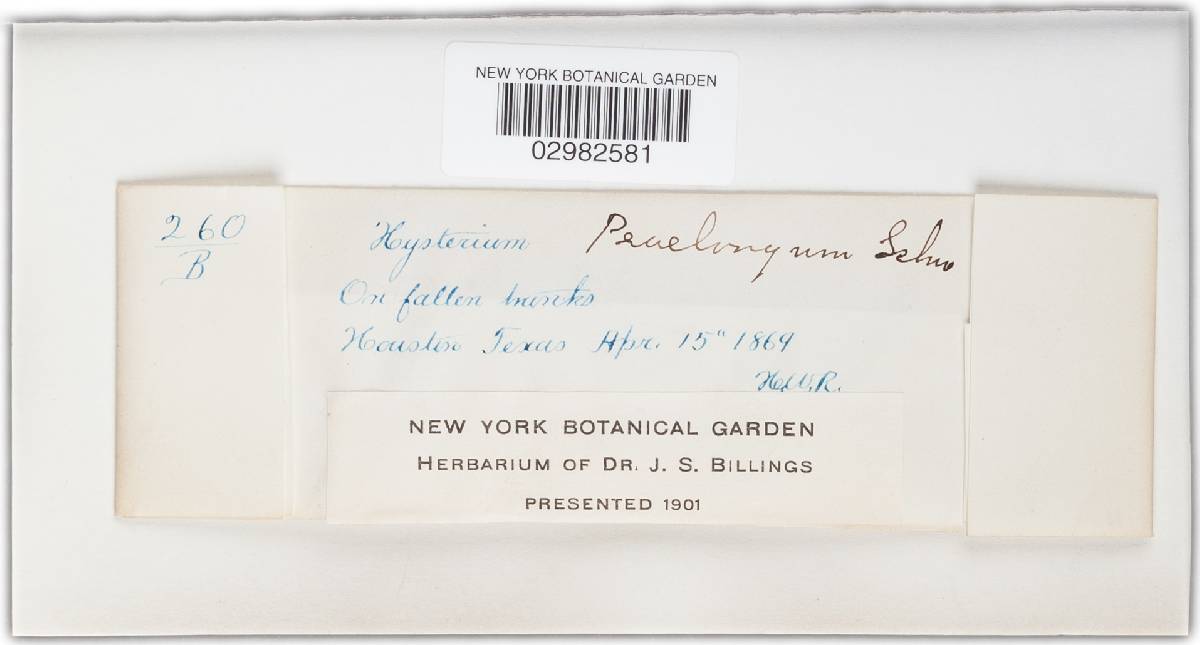 NEW YORK BOTANICAL GARDEN
02982581
260
B
Hysterium Praelongum Schw
On fallen trunks
Houston Texas Apr. 15" 1869
H.W.R.
NEW YORK BOTANICAL GARDEN
HERBARIUM OF DR. J. S. BILLINGS
PRESENTED 1901